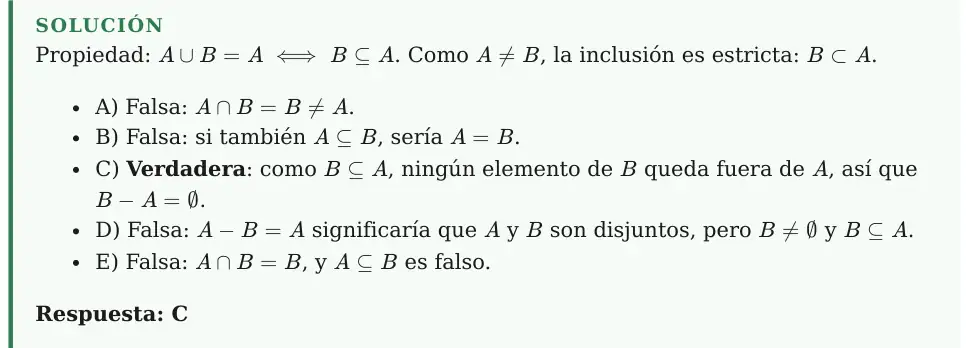 SOLUCIÓN
Propiedad: A ∪ B = A ⟺ B ⊆ A. Como A ≠ B, la inclusión es estricta: B ⊂ A.
• A) Falsa: A ∩ B = B ≠ A.
• B) Falsa: si también A ⊆ B, sería A = B.
• C) Verdadera: como B ⊆ A, ningún elemento de B queda fuera de A, así que
B − A = ∅.
• D) Falsa: A − B = A significaría que A y B son disjuntos, pero B ≠ ∅ y B ⊆ A.
• E) Falsa: A ∩ B = B, y A ⊆ B es falso.
Respuesta: C